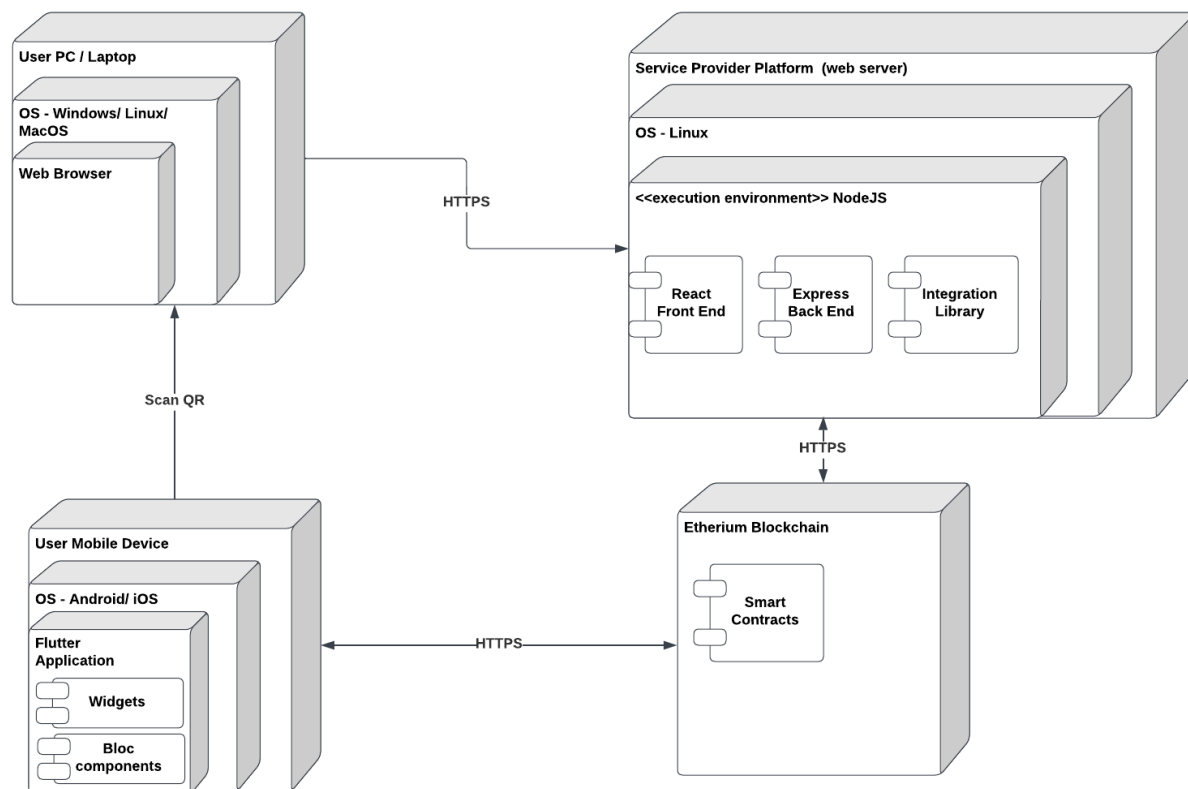 User PC / Laptop
OS - Windows/ Linux/
MacOS
Web Browser
HTTPS
Service Provider Platform  (web server)
OS - Linux
<<execution environment>> NodeJS
React
Front End
Express
Back End
Integration
Library
Scan QR
HTTPS
User Mobile Device
OS - Android/ iOS
Flutter
Application
Widgets
Bloc
components
HTTPS
Etherium Blockchain
Smart
Contracts